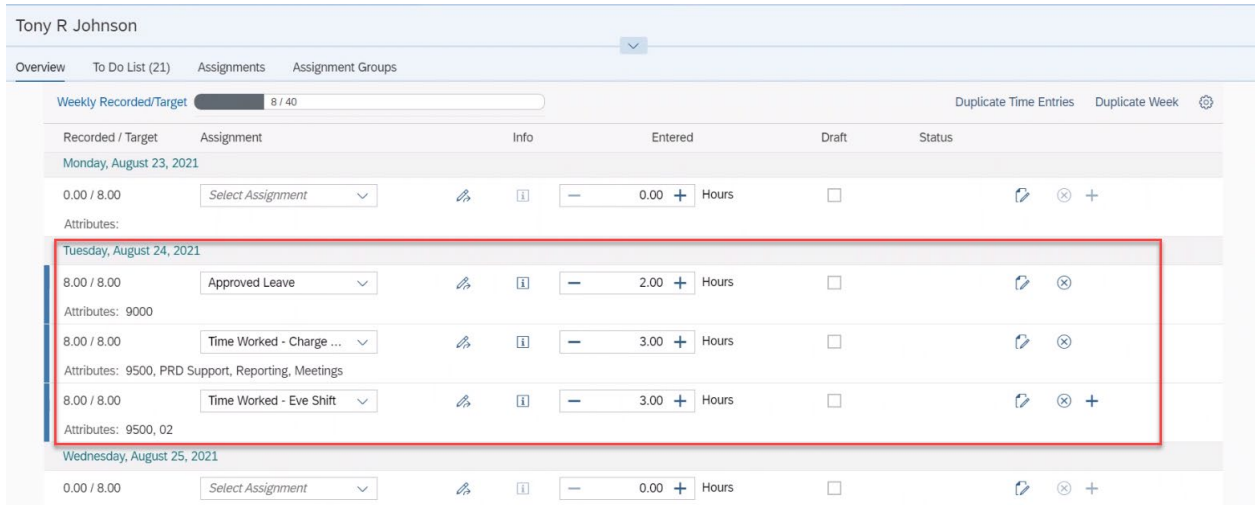 Tony R Johnson
Overview To Do List (21) Assignments Assignment Groups
Weekly Recorded/Target 8 / 40 Duplicate Time Entries Duplicate Week
Recorded / Target Assignment Info Entered Draft Status
Monday, August 23, 2021
0.00 / 8.00 Select Assignment i − 0.00 + Hours +
Attributes:
Tuesday, August 24, 2021
8.00 / 8.00 Approved Leave i − 2.00 + Hours
Attributes: 9000
8.00 / 8.00 Time Worked - Charge ... i − 3.00 + Hours
Attributes: 9500, PRD Support, Reporting, Meetings
8.00 / 8.00 Time Worked - Eve Shift i − 3.00 + Hours +
Attributes: 9500, 02
Wednesday, August 25, 2021
0.00 / 8.00 Select Assignment i − 0.00 + Hours +